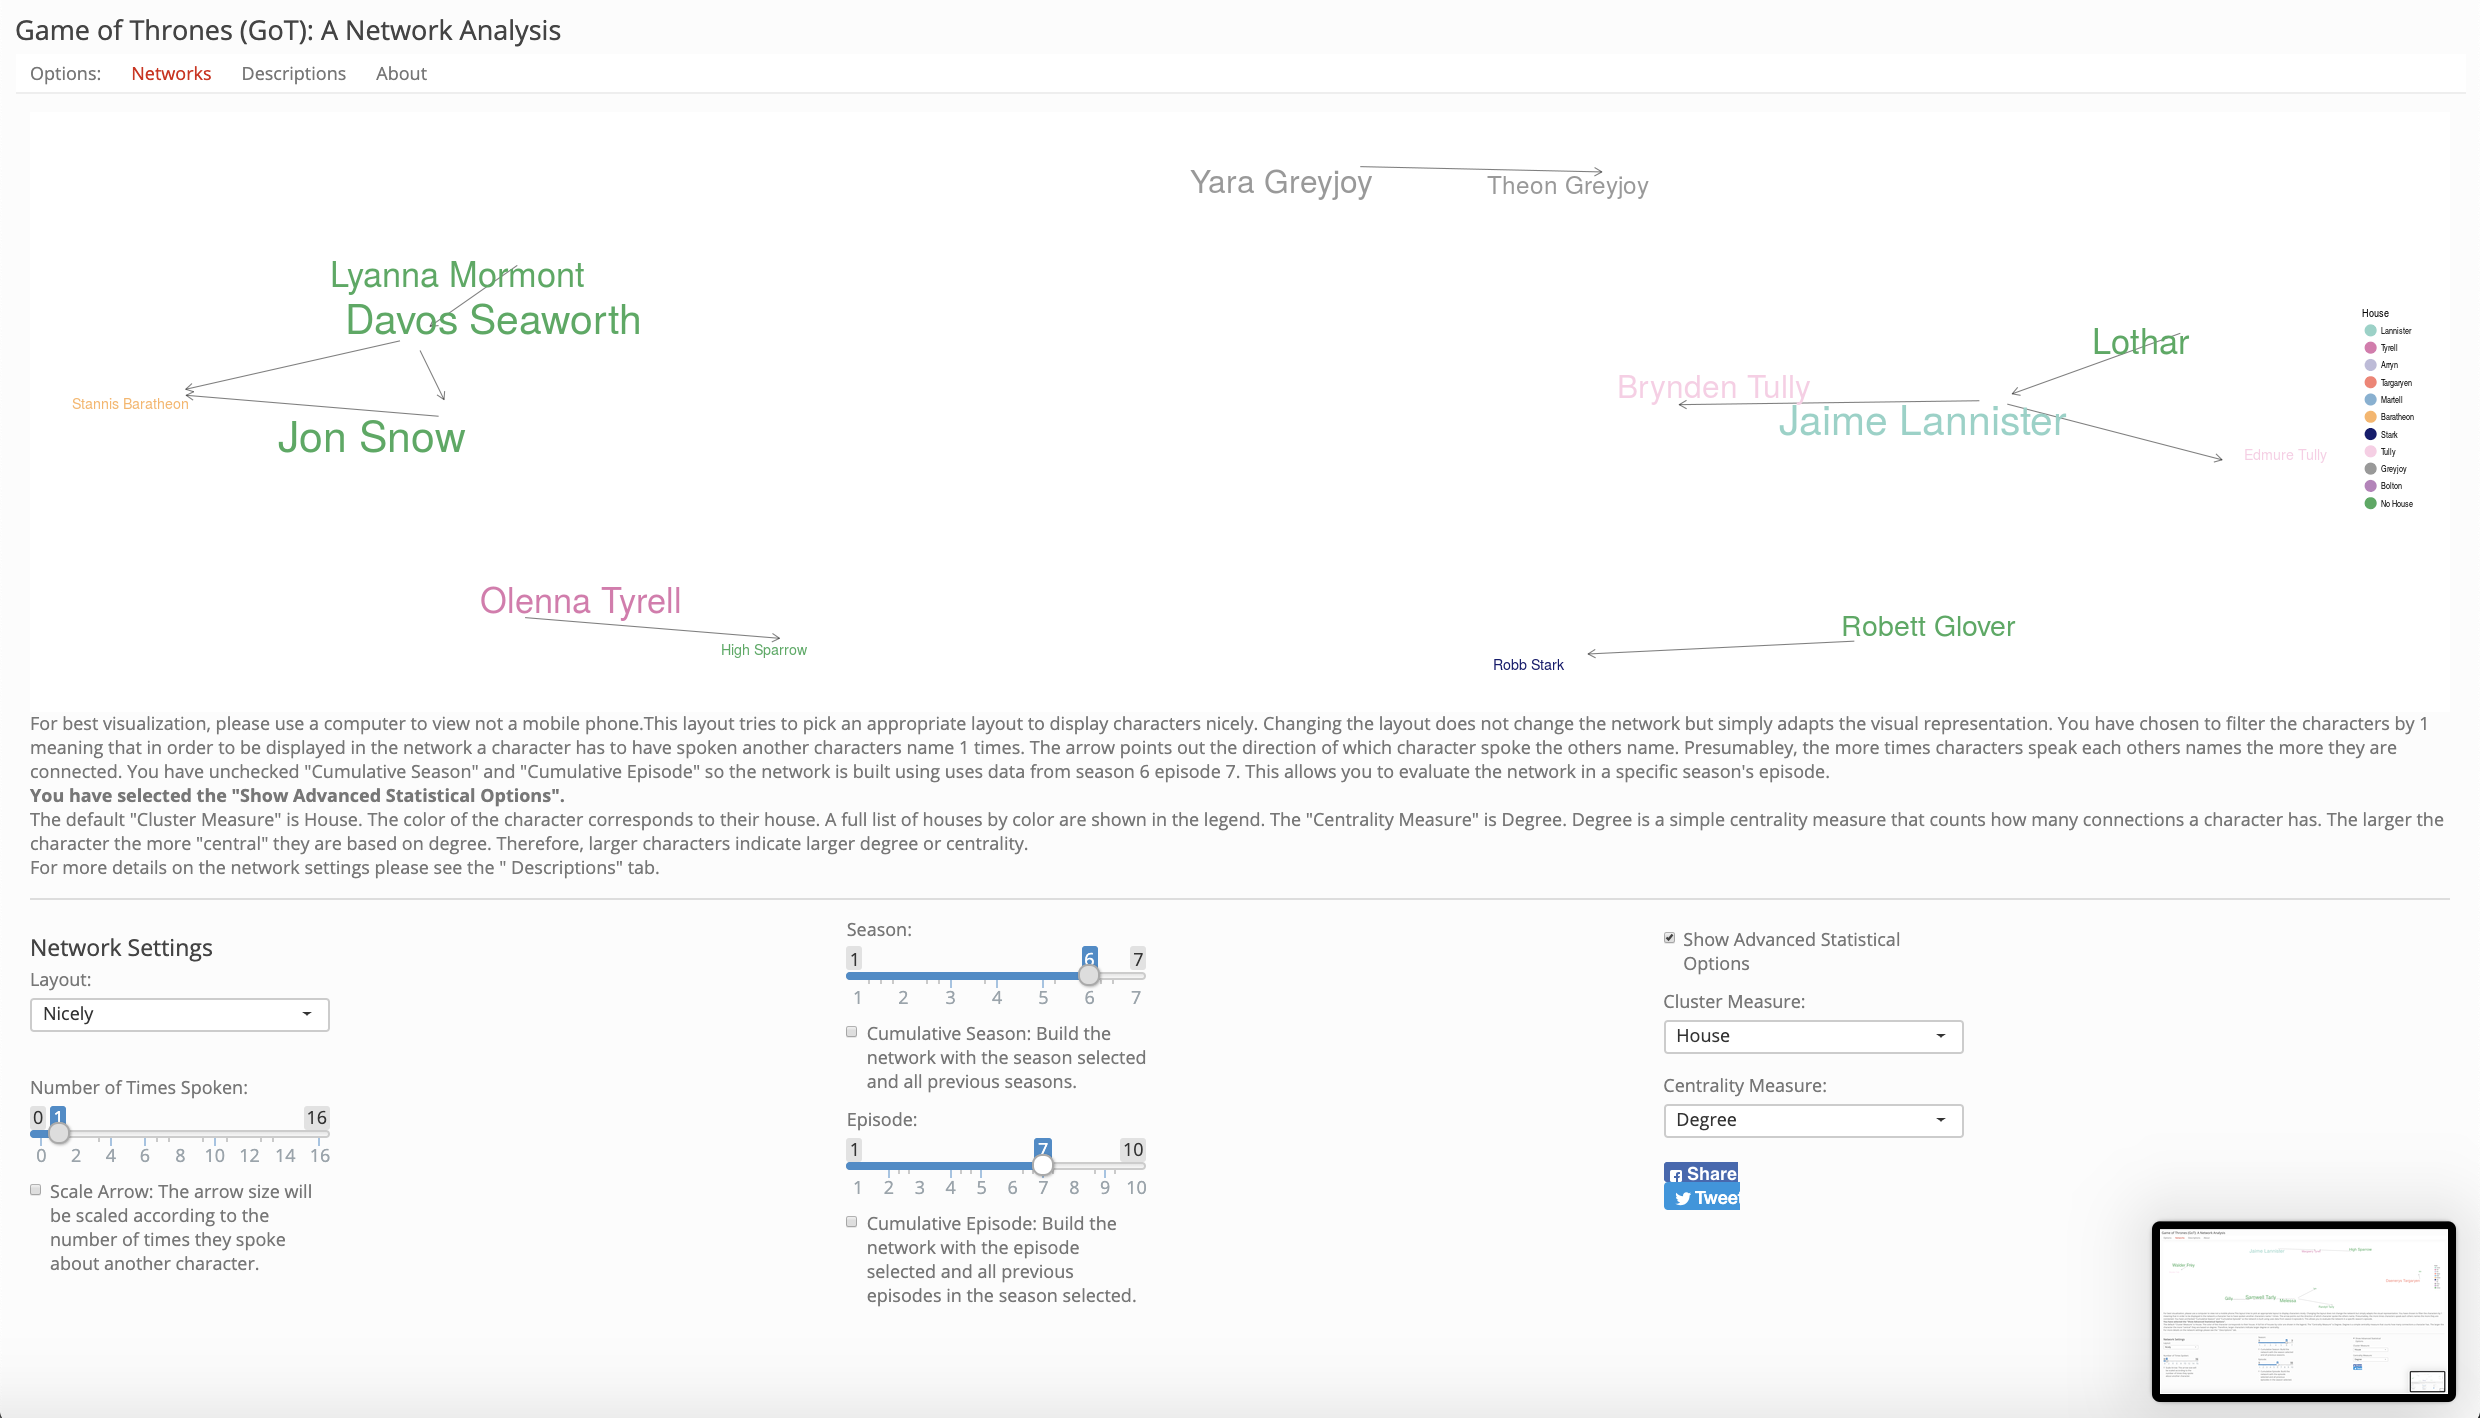 Game of Thrones (GoT): A Network Analysis
Options: Networks Descriptions About
Yara Greyjoy
Theon Greyjoy
Lyanna Mormont
Davos Seaworth
Stannis Baratheon
Jon Snow
Lothar
Brynden Tully
Jaime Lannister
Edmure Tully
House
Lannister
Tyrell
Arryn
Targaryen
Martell
Baratheon
Stark
Tully
Greyjoy
Bolton
No House
Olenna Tyrell
High Sparrow
Robett Glover
Robb Stark
For best visualization, please use a computer to view not a mobile phone.This layout tries to pick an appropriate layout to display characters nicely. Changing the layout does not change the network but simply adapts the visual representation. You have chosen to filter the characters by 1
meaning that in order to be displayed in the network a character has to have spoken another characters name 1 times. The arrow points out the direction of which character spoke the others name. Presumabley, the more times characters speak each others names the more they are
connected. You have unchecked "Cumulative Season" and "Cumulative Episode" so the network is built using uses data from season 6 episode 7. This allows you to evaluate the network in a specific season's episode.
You have selected the "Show Advanced Statistical Options".
The default "Cluster Measure" is House. The color of the character corresponds to their house. A full list of houses by color are shown in the legend. The "Centrality Measure" is Degree. Degree is a simple centrality measure that counts how many connections a character has. The larger the
character the more "central" they are based on degree. Therefore, larger characters indicate larger degree or centrality.
For more details on the network settings please see the " Descriptions" tab.
Network Settings
Layout:
Nicely
Number of Times Spoken:
0 1 16
0 2 4 6 8 10 12 14 16
Scale Arrow: The arrow size will
be scaled according to the
number of times they spoke
about another character.
Season:
1 6 7
1 2 3 4 5 6 7
Cumulative Season: Build the
network with the season selected
and all previous seasons.
Episode:
1 7 10
1 2 3 4 5 6 7 8 9 10
Cumulative Episode: Build the
network with the episode
selected and all previous
episodes in the season selected.
Show Advanced Statistical
Options
Cluster Measure:
House
Centrality Measure:
Degree
Share
Tweet